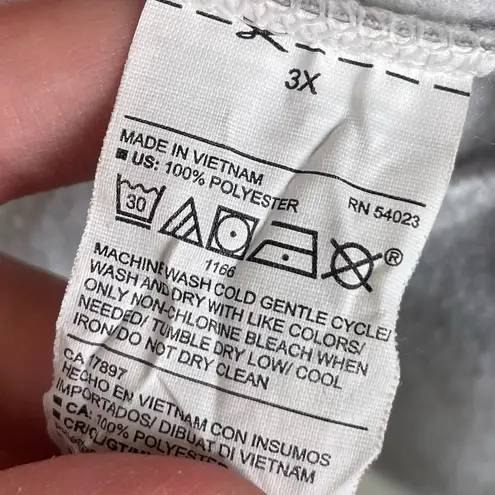 3X
MADE IN VIETNAM
US: 100% POLYESTER RN 54023
30 ®
1166
MACHINE WASH COLD GENTLE CYCLE/
WASH AND DRY WITH LIKE COLORS/
ONLY NON-CHLORINE BLEACH WHEN
NEEDED/ TUMBLE DRY LOW/ COOL
IRON/ DO NOT DRY CLEAN
CA 17897
HECHO EN VIETNAM CON INSUMOS
IMPORTADOS/ DIBUAT DI VIETNAM
CA: 100% POLYESTER